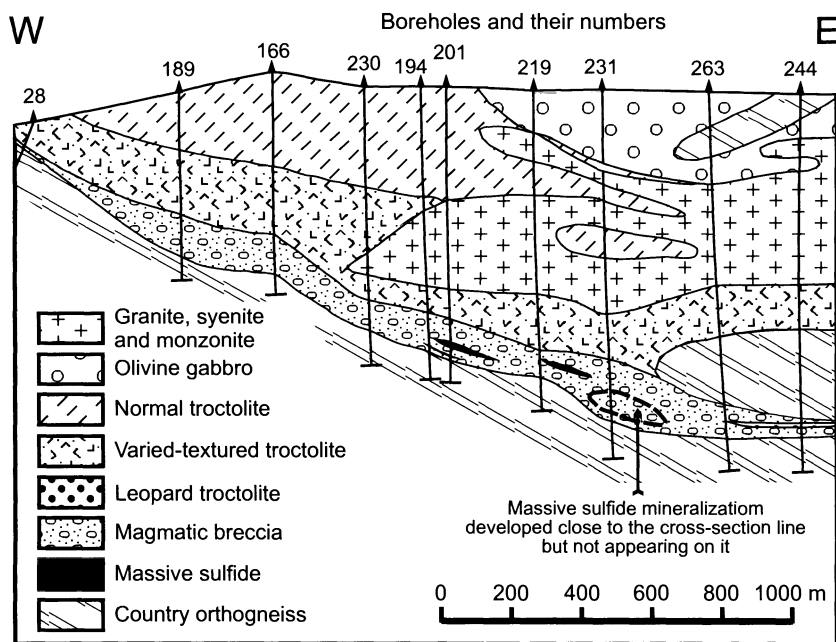 Boreholes and their numbers
W
E
28
189
166
230
194
201
219
231
263
244
Granite, syenite
and monzonite
Olivine gabbro
Normal troctolite
Varied-textured troctolite
Leopard troctolite
Magmatic breccia
Massive sulfide
Country orthogneiss
Massive sulfide mineralizatiom
developed close to the cross-section line
but not appearing on it
0 200 400 600 800 1000 m